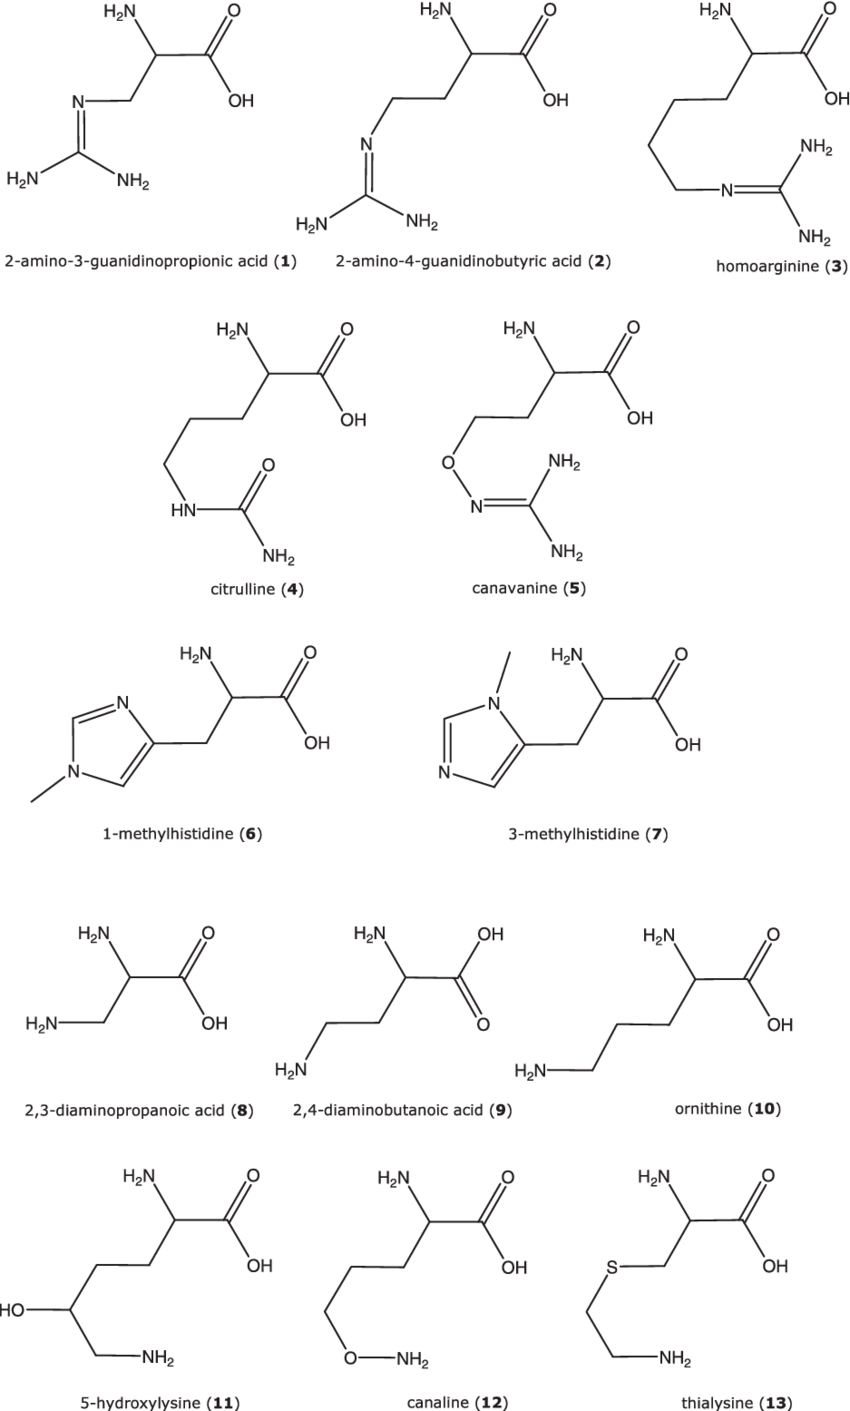 H₂N O H₂N O H₂N O
OH OH OH
N N NH₂
H₂N NH₂ H₂N NH₂ N NH₂
2-amino-3-guanidinopropionic acid (1) 2-amino-4-guanidinobutyric acid (2) homoarginine (3)
H₂N O H₂N O
OH OH
O O NH₂
HN N
NH₂ NH₂
citrulline (4) canavanine (5)
H₂N O H₂N O
N N
OH OH
N N
1-methylhistidine (6) 3-methylhistidine (7)
H₂N O H₂N OH H₂N O
H₂N OH O OH
H₂N H₂N
2,3-diaminopropanoic acid (8) 2,4-diaminobutanoic acid (9) ornithine (10)
H₂N O H₂N O H₂N O
OH OH S OH
HO
NH₂ O NH₂ NH₂
5-hydroxylysine (11) canaline (12) thialysine (13)